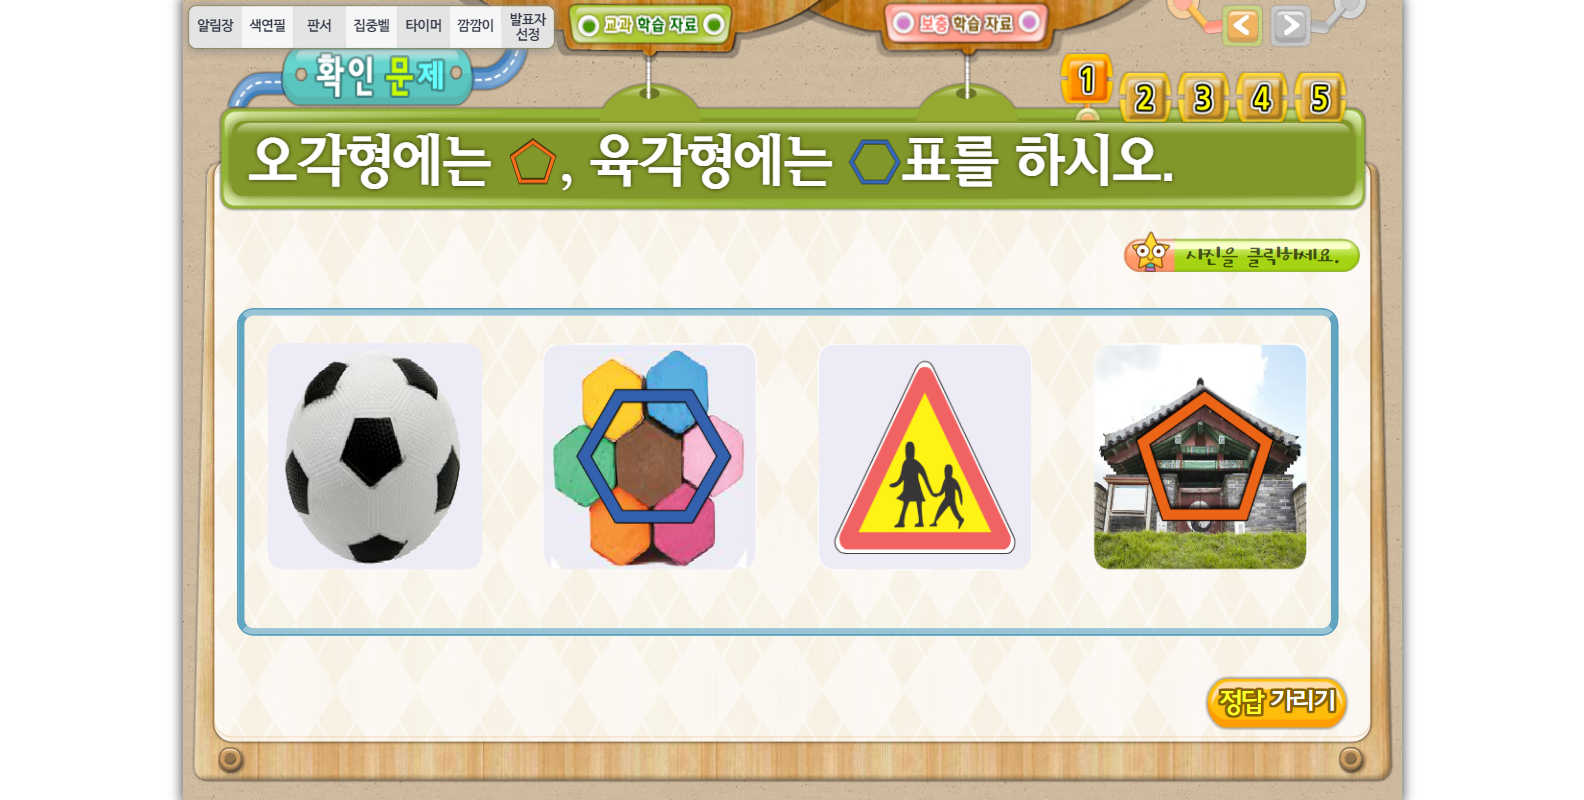 알림장 색연필 판서 집중벨 타이머 깜깜이 발표자 선정
교과 학습 자료
보충 학습 자료
확인 문제
1 2 3 4 5
오각형에는 , 육각형에는 표를 하시오.
사진을 클릭하세요.
정답 가리기